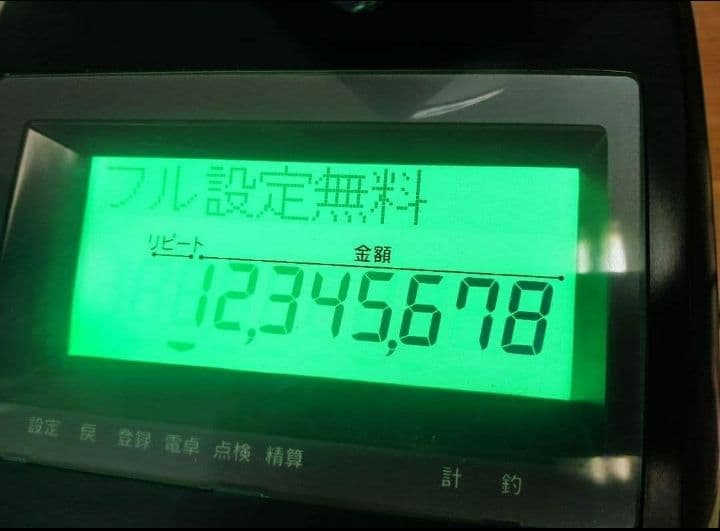 フル設定無料
リピート 金額
12,345,678
設定 戻 登録 電卓 点検 精算 計 釣